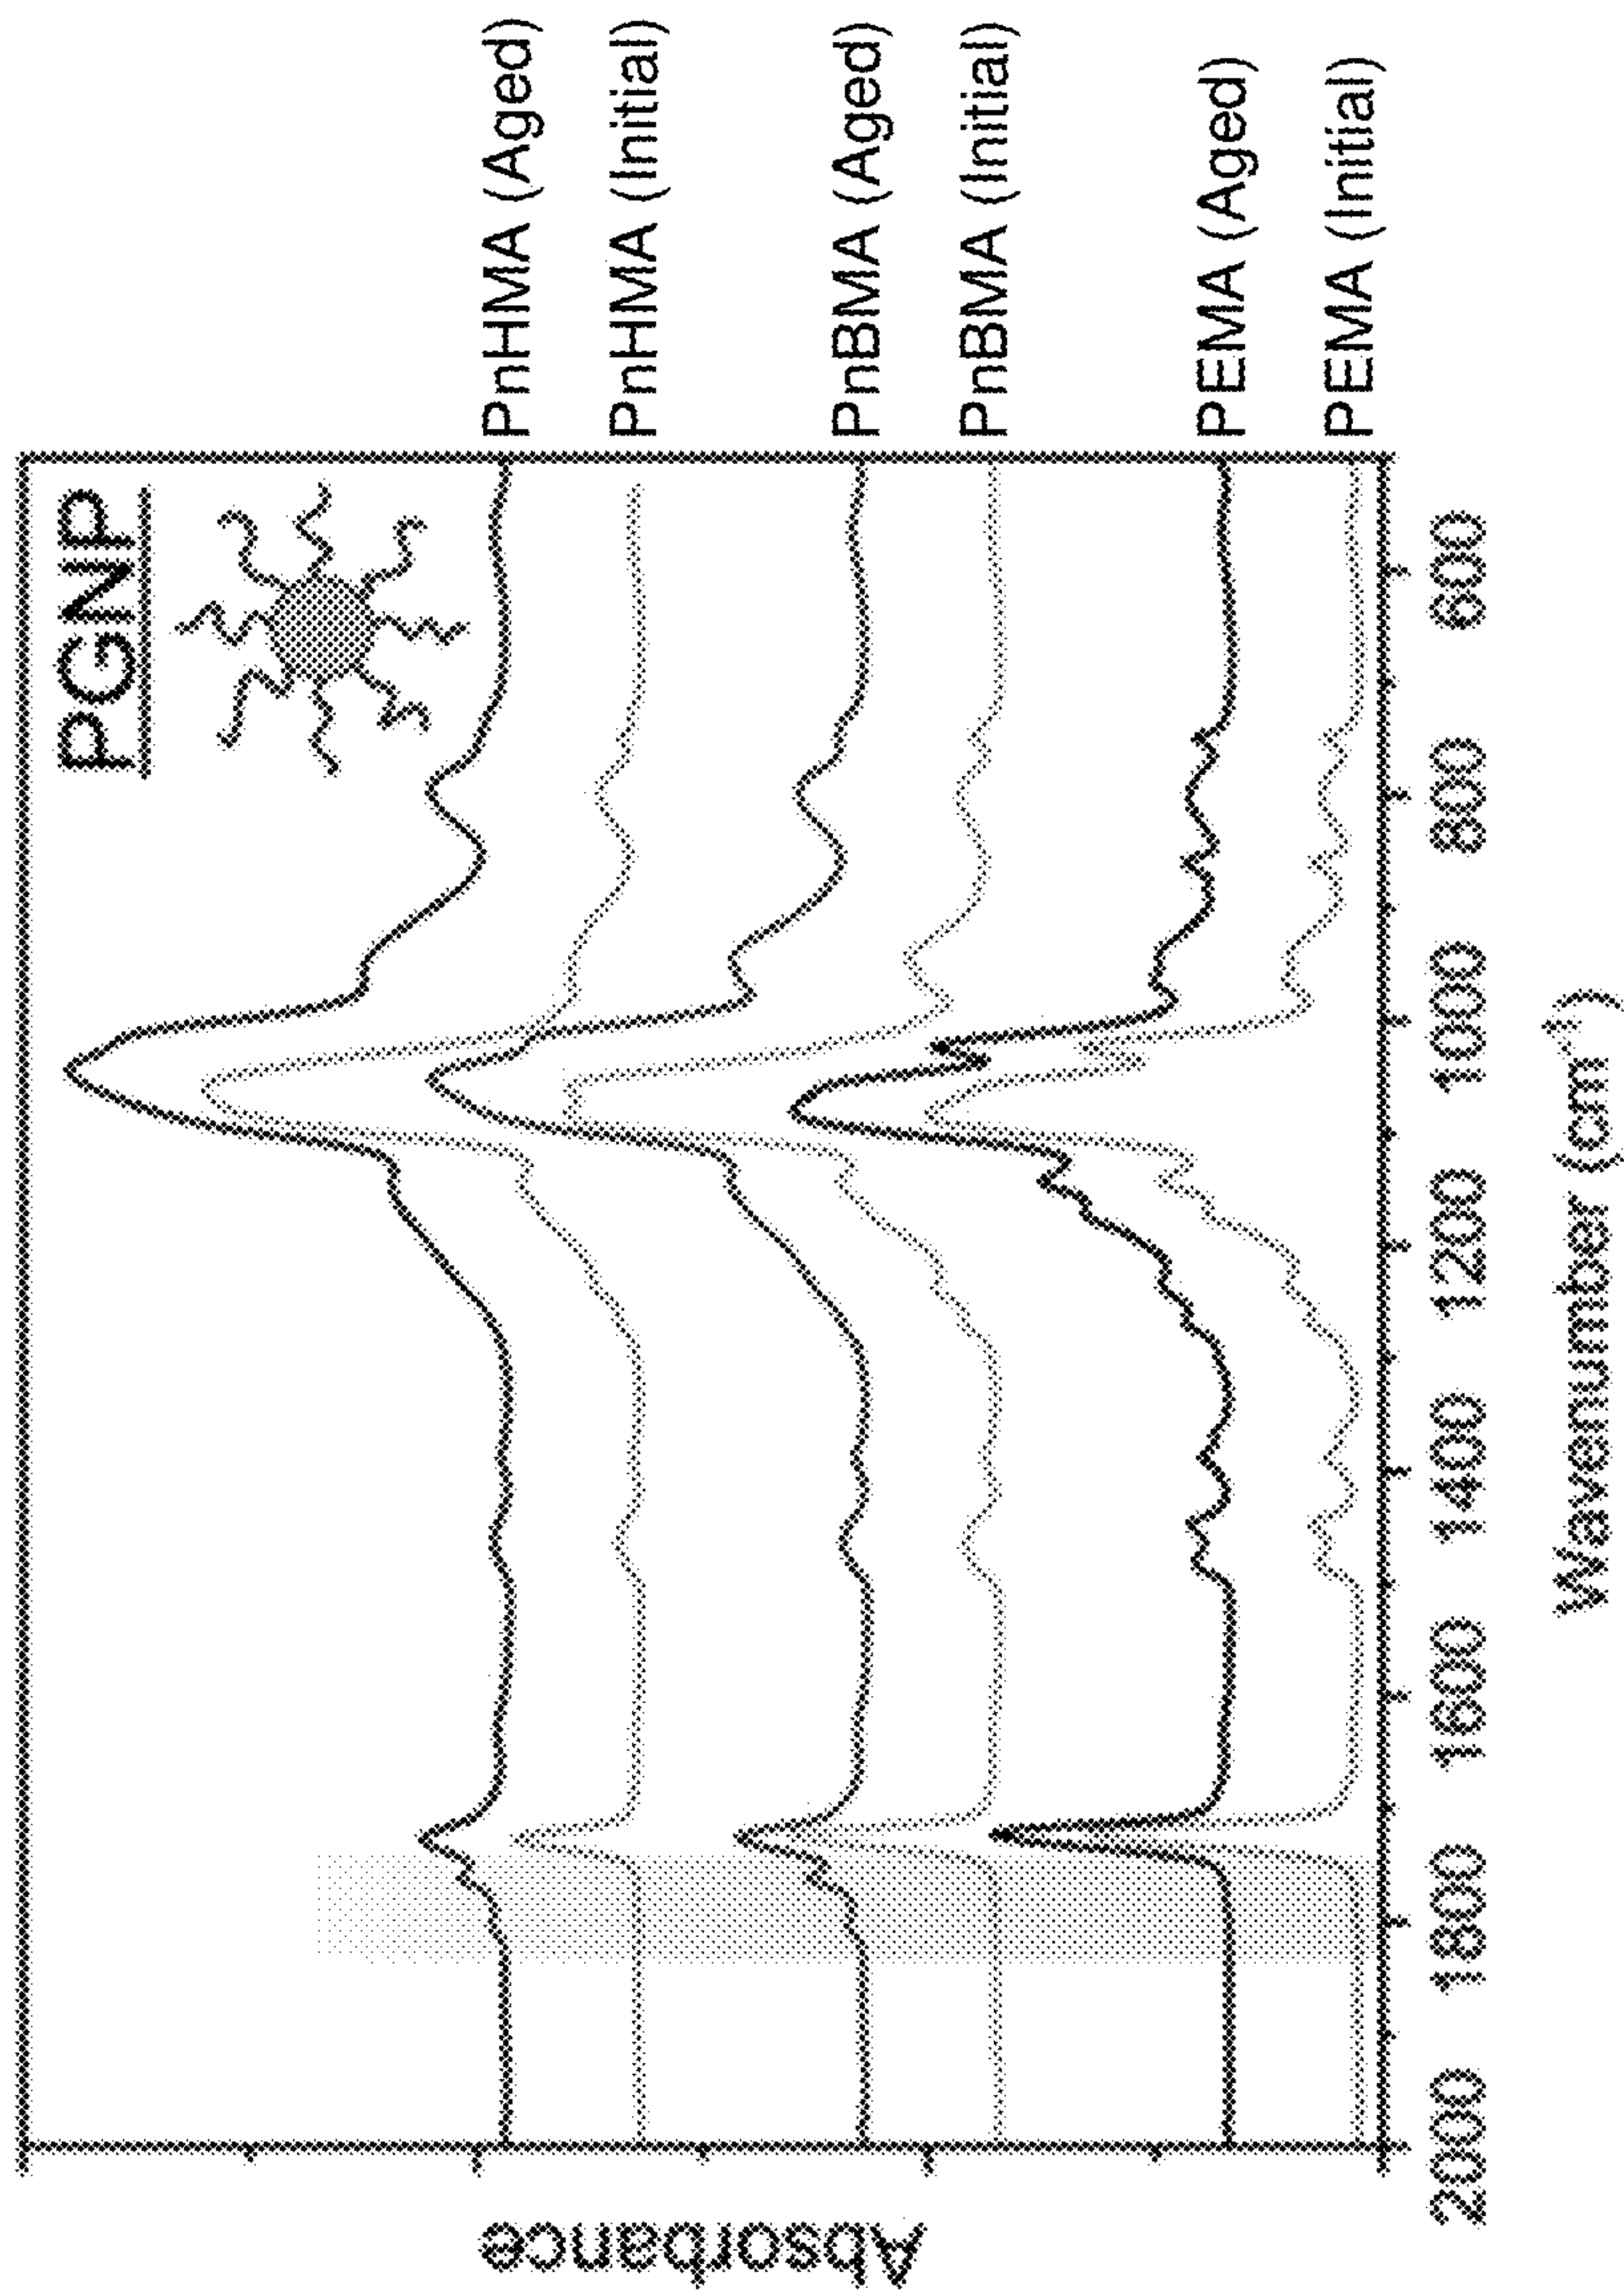 PGNP
PnHMA (Aged)
PnHMA (Initial)
PnBMA (Aged)
PnBMA (Initial)
PEMA (Aged)
PEMA (Initial)
Absorbance
2000 1800 1600 1400 1200 1000 800 600
Wavenumber (cm⁻¹)